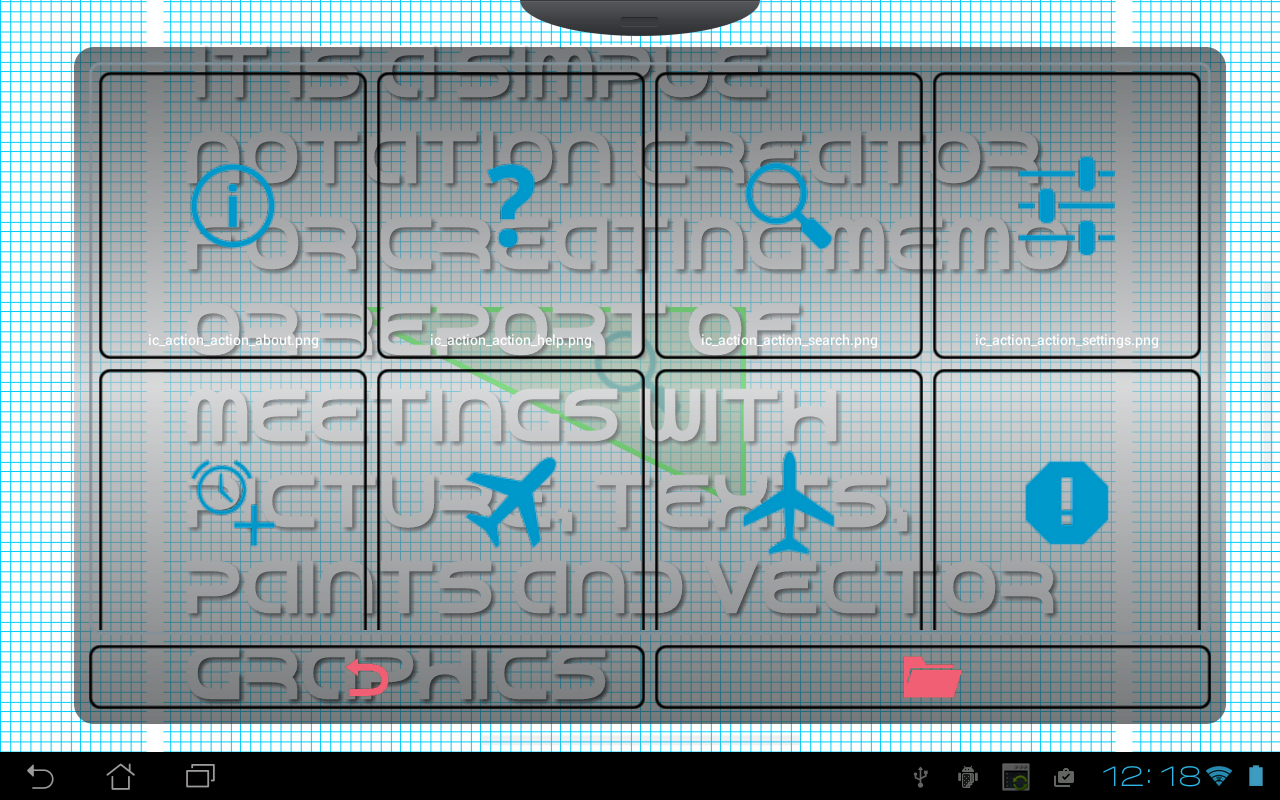 IT IS A SIMPLE
NOTATION CREATOR
FOR CREATING MEMO
OR REPORT OF
ic_action_action_about.png
ic_action_action_help.png
ic_action_action_search.png
ic_action_action_settings.png
MEETINGS WITH
PICTURE, TEXTS,
PAINTS AND VECTOR
GRAPHICS
12:18